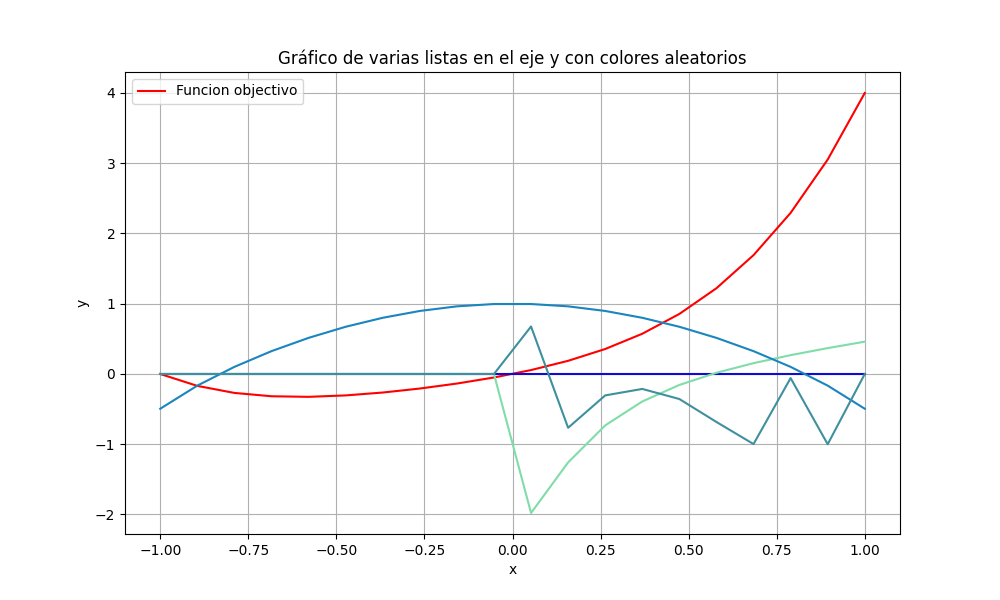 Gráfico de varias listas en el eje y con colores aleatorios
Funcion objectivo
4
3
2
1
0
−1
−2
y
−1.00 −0.75 −0.50 −0.25 0.00 0.25 0.50 0.75 1.00
x